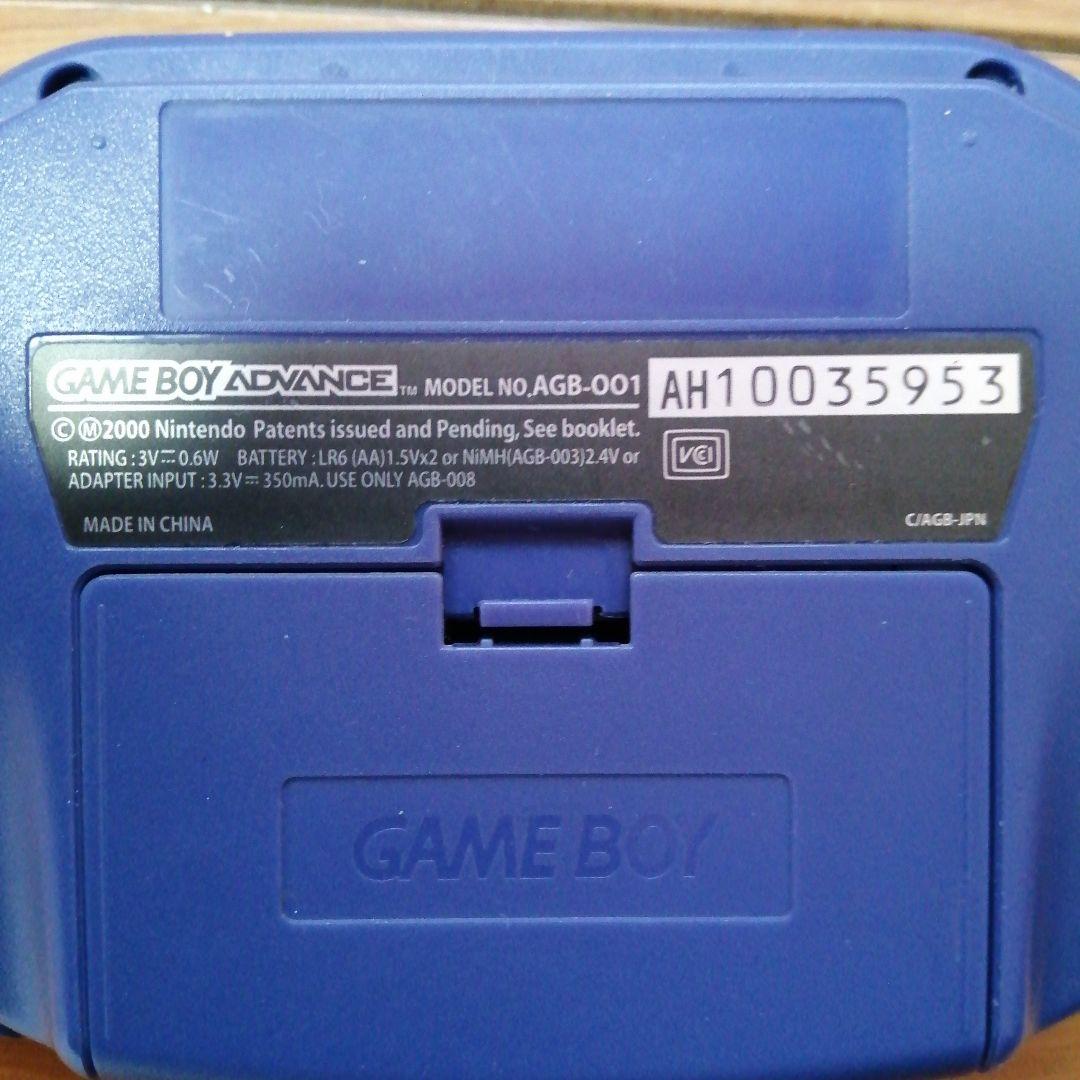 GAME BOY ADVANCE™ MODEL NO.AGB-001 AH10035953
©Ⓜ2000 Nintendo Patents issued and Pending, See booklet.
RATING : 3V⎓0.6W BATTERY : LR6 (AA)1.5Vx2 or NiMH(AGB-003)2.4V or
ADAPTER INPUT : 3.3V⎓350mA. USE ONLY AGB-008
VCI
MADE IN CHINA
C/AGB-JPN
GAME BOY